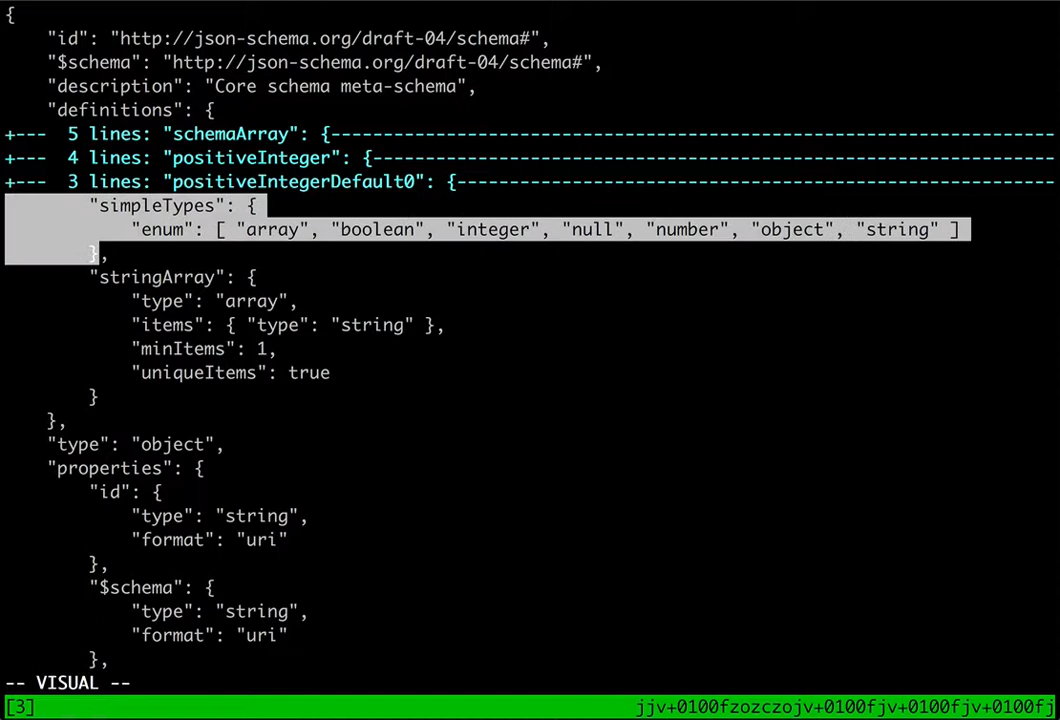 {
    "id": "http://json-schema.org/draft-04/schema#",
    "$schema": "http://json-schema.org/draft-04/schema#",
    "description": "Core schema meta-schema",
    "definitions": {
+---  5 lines: "schemaArray": {---------------------------------------------------------------------
+---  4 lines: "positiveInteger": {-----------------------------------------------------------------
+---  3 lines: "positiveIntegerDefault0": {---------------------------------------------------------
        "simpleTypes": {
            "enum": [ "array", "boolean", "integer", "null", "number", "object", "string" ]
        },
        "stringArray": {
            "type": "array",
            "items": { "type": "string" },
            "minItems": 1,
            "uniqueItems": true
        }
    },
    "type": "object",
    "properties": {
        "id": {
            "type": "string",
            "format": "uri"
        },
        "$schema": {
            "type": "string",
            "format": "uri"
        },
-- VISUAL --
[3] jjv+0100fzozczojv+0100fjv+0100fjv+0100fj